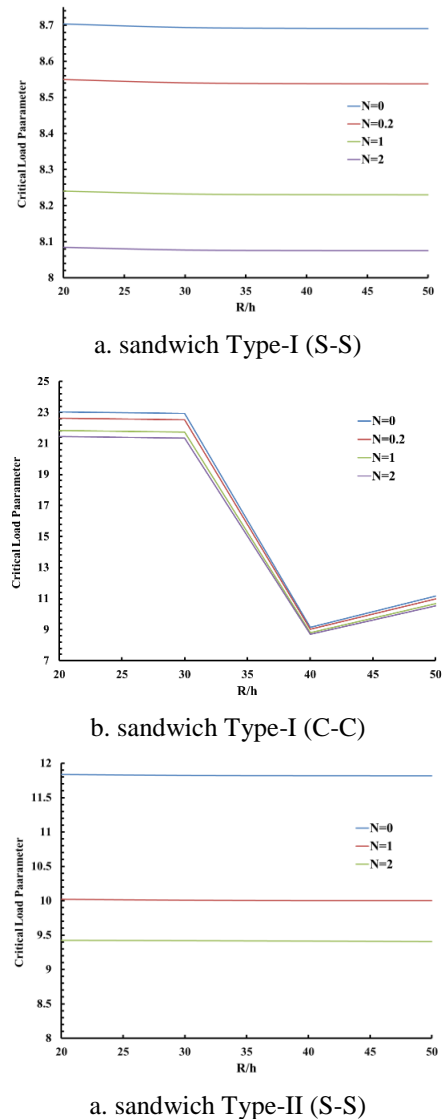 Critical Load Paarameter
8.7
8.6
8.5
8.4
8.3
8.2
8.1
8
N=0
N=0.2
N=1
N=2
20 25 30 35 40 45 50
R/h
a. sandwich Type-I (S-S)
Critical Load Paarameter
25
23
21
19
17
15
13
11
9
7
N=0
N=0.2
N=1
N=2
20 25 30 35 40 45 50
R/h
b. sandwich Type-I (C-C)
Critical Load Paarameter
12
11.5
11
10.5
10
9.5
9
8.5
8
N=0
N=1
N=2
20 25 30 35 40 45 50
R/h
a. sandwich Type-II (S-S)